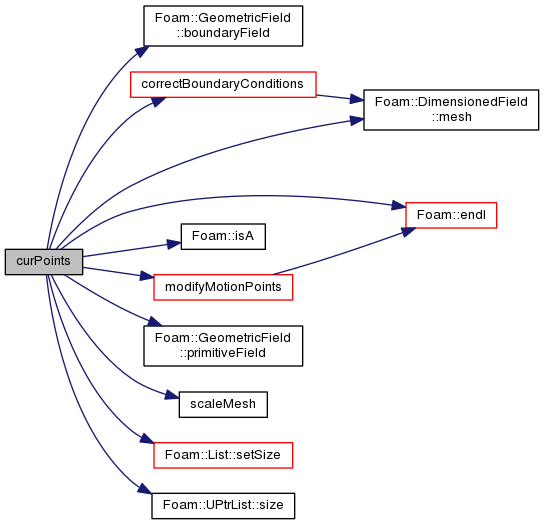 Foam::GeometricField
::boundaryField
correctBoundaryConditions
Foam::DimensionedField
::mesh
Foam::endl
Foam::isA
curPoints
modifyMotionPoints
Foam::GeometricField
::primitiveField
scaleMesh
Foam::List::setSize
Foam::UPtrList::size